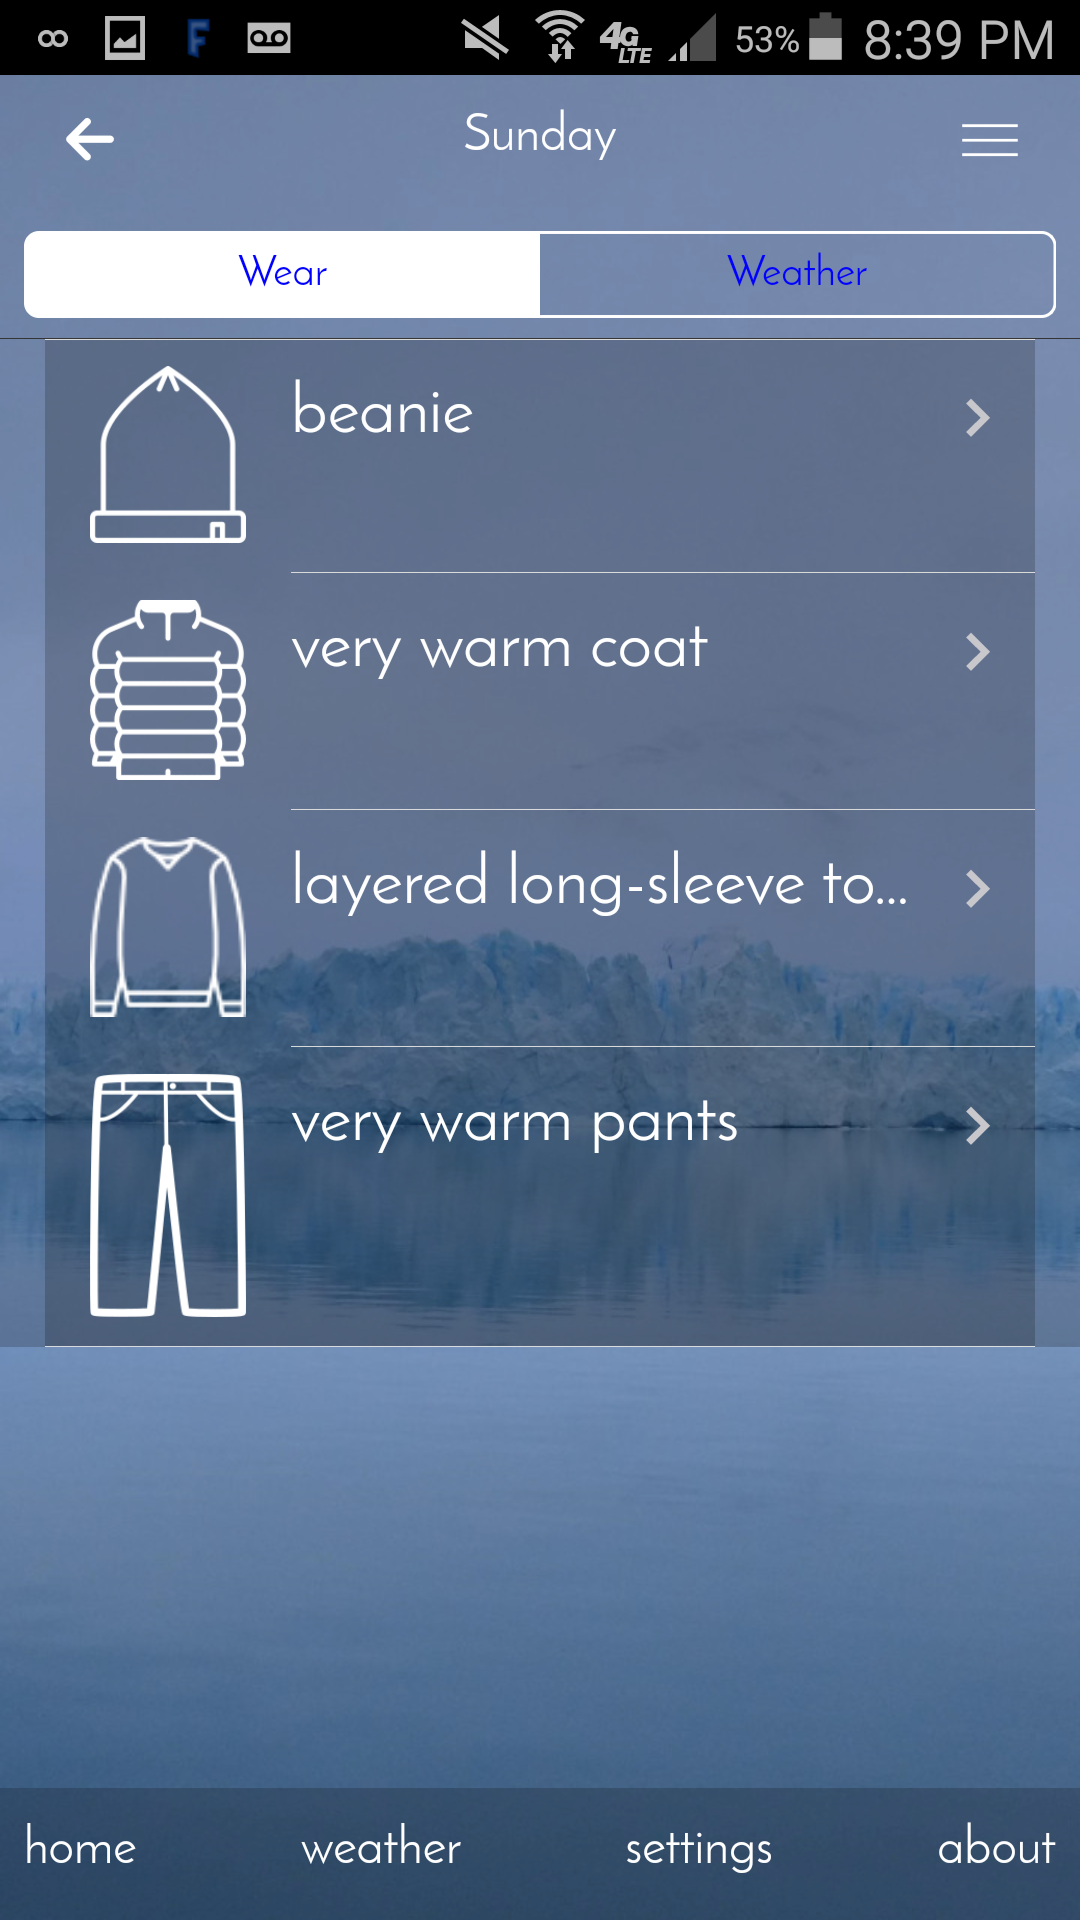 4G LTE 53% 8:39 PM
Sunday
Wear Weather
beanie
very warm coat
layered long-sleeve to...
very warm pants
home weather settings about